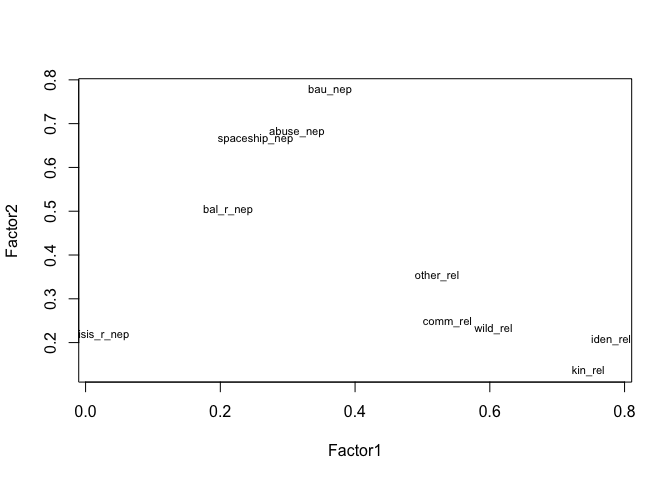 0.8
0.7
0.6
0.5
0.4
0.3
0.2
Factor2
bau_nep
abuse_nep
spaceship_nep
bal_r_nep
other_rel
comm_rel
wild_rel
isis_r_nep
iden_rel
kin_rel
0.0 0.2 0.4 0.6 0.8
Factor1